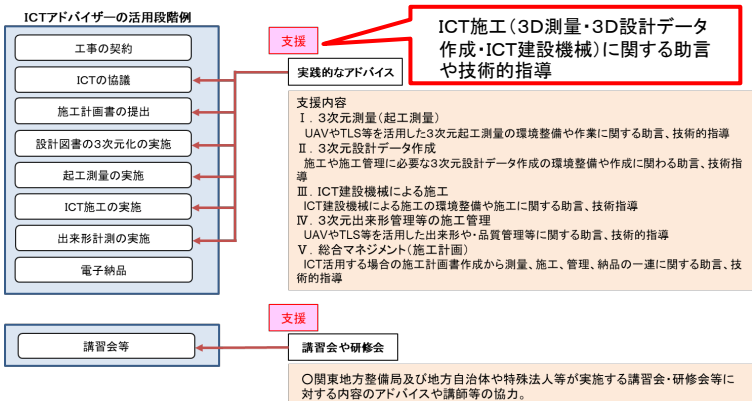 ICTアドバイザーの活用段階例
工事の契約
ICTの協議
施工計画書の提出
設計図書の3次元化の実施
起工測量の実施
ICT施工の実施
出来形計測の実施
電子納品
支援
ICT施工(3D測量・3D設計データ
作成・ICT建設機械)に関する助言
や技術的指導
実践的なアドバイス
支援内容
Ⅰ．3次元測量(起工測量)
UAVやTLS等を活用した3次元起工測量の環境整備や作業に関する助言、技術的指導
Ⅱ．3次元設計データ作成
施工や施工管理に必要な3次元設計データ作成の環境整備や作成に関わる助言、技術指
導
Ⅲ．ICT建設機械による施工
ICT建設機械による施工の環境整備や施工に関する助言、技術指導
Ⅳ．3次元出来形管理等の施工管理
UAVやTLS等を活用した出来形や・品質管理等に関する助言、技術的指導
Ⅴ．総合マネジメント(施工計画)
ICT活用する場合の施工計画書作成から測量、施工、管理、納品の一連に関する助言、技
術的指導
支援
講習会等
講習会や研修会
〇関東地方整備局及び地方自治体や特殊法人等が実施する講習会・研修会等に
対する内容のアドバイスや講師等の協力。